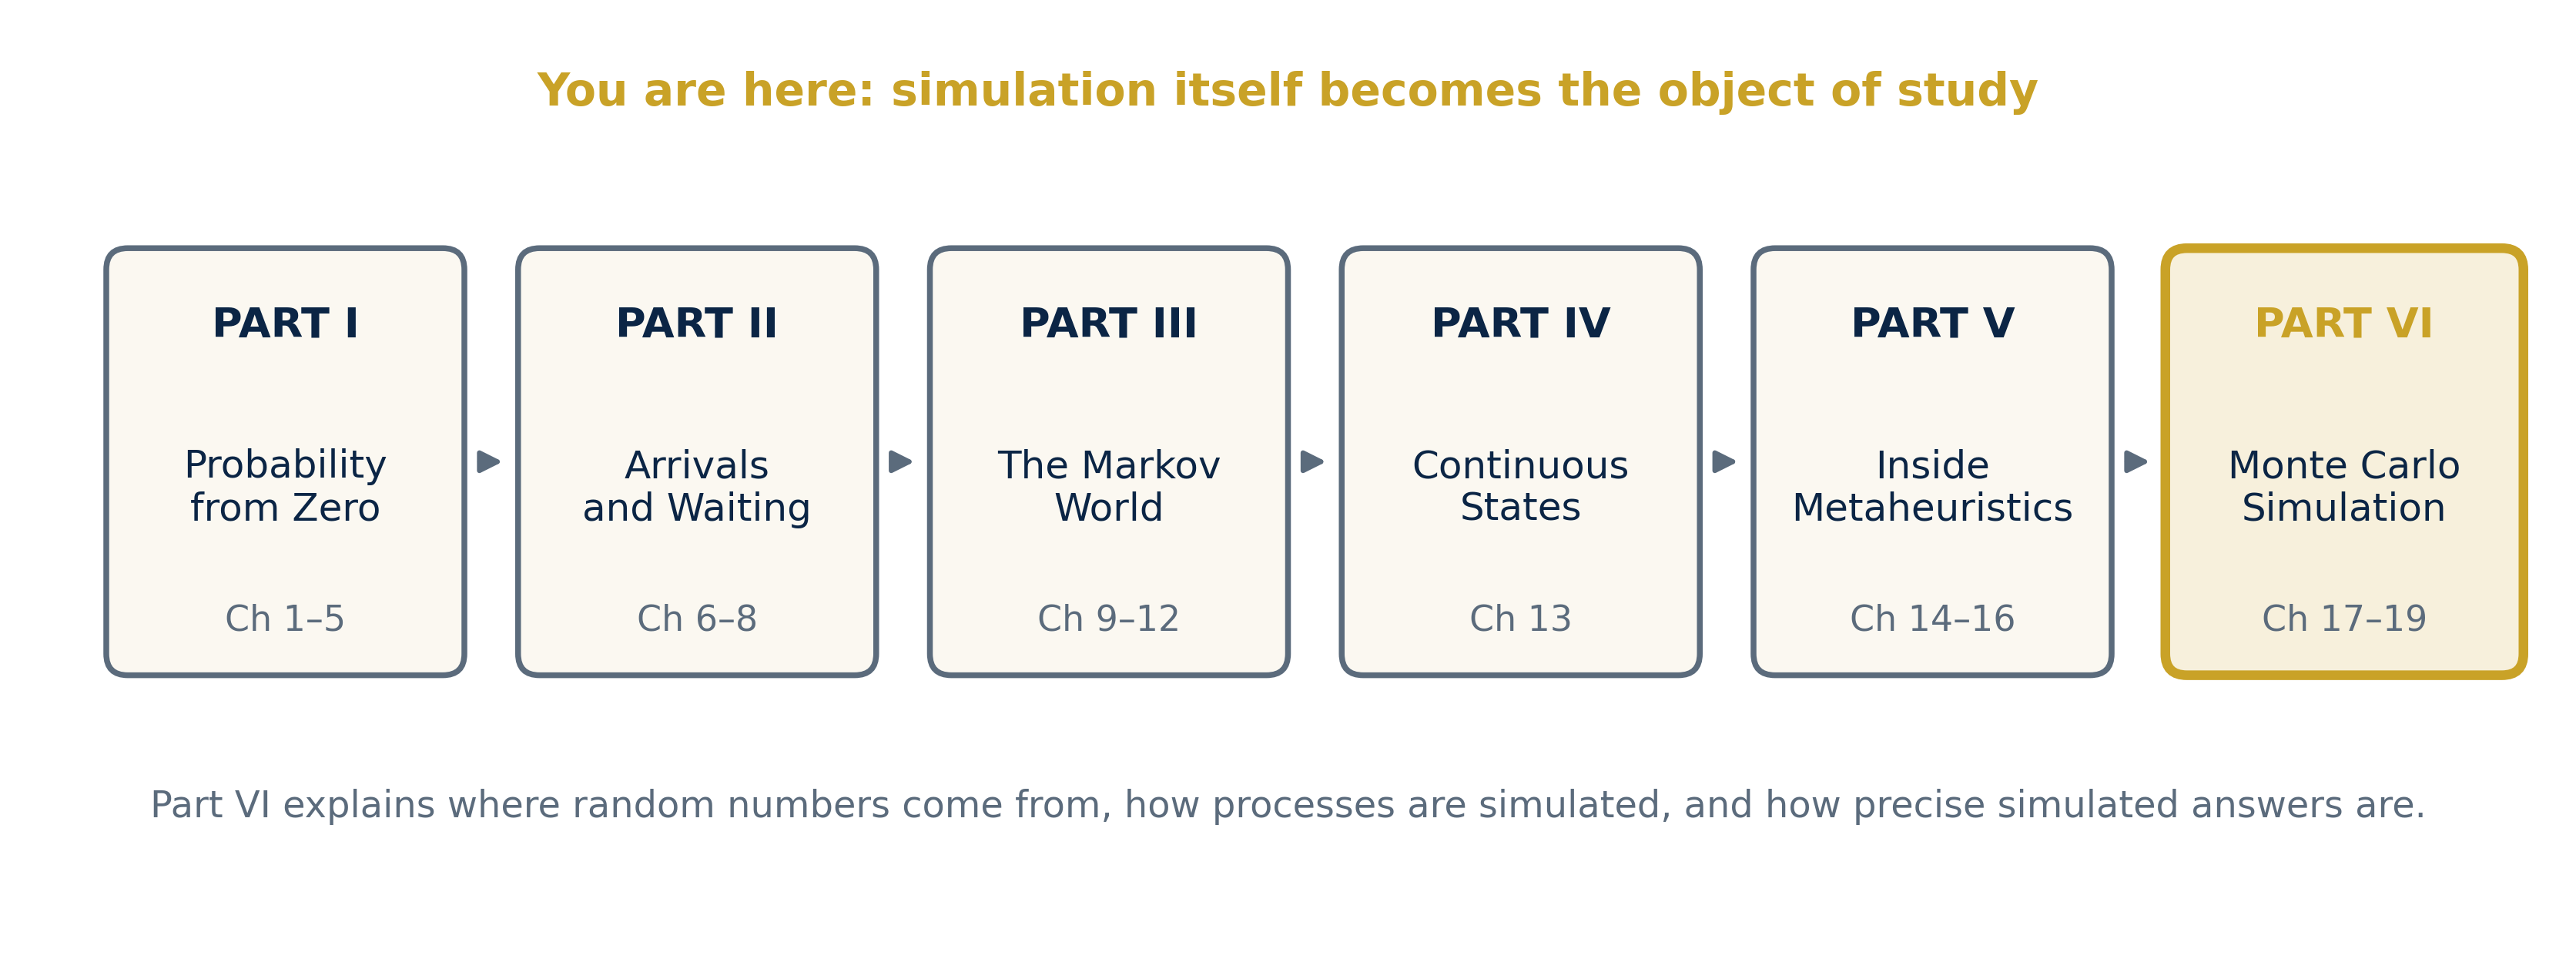 You are here: simulation itself becomes the object of study
PART I
Probability
from Zero
Ch 1–5
PART II
Arrivals
and Waiting
Ch 6–8
PART III
The Markov
World
Ch 9–12
PART IV
Continuous
States
Ch 13
PART V
Inside
Metaheuristics
Ch 14–16
PART VI
Monte Carlo
Simulation
Ch 17–19
Part VI explains where random numbers come from, how processes are simulated, and how precise simulated answers are.